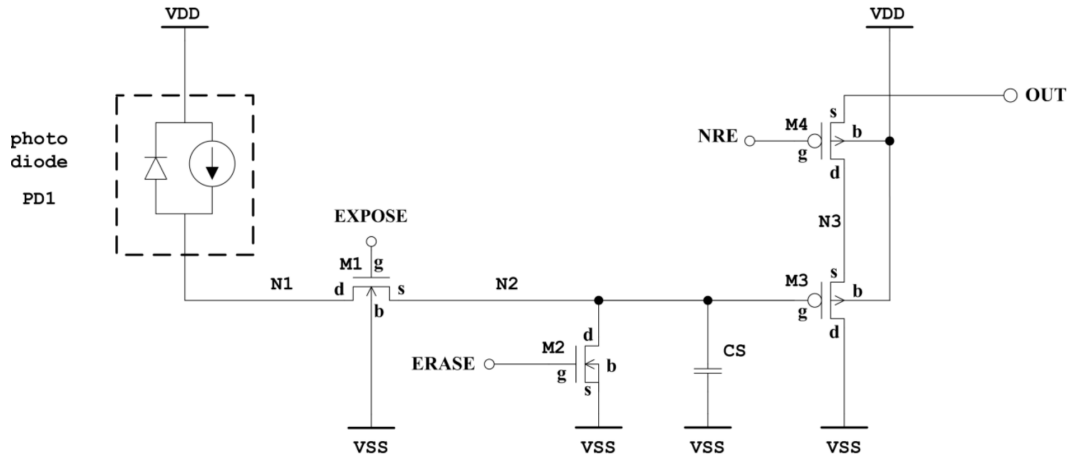 VDD
VDD
OUT
s
M4
b
NRE
g
d
photo
diode
PD1
EXPOSE
N3
M1
g
N1
d
s
N2
b
s
M3
b
g
d
d
M2
CS
ERASE
b
g
s
VSS
VSS
VSS
VSS